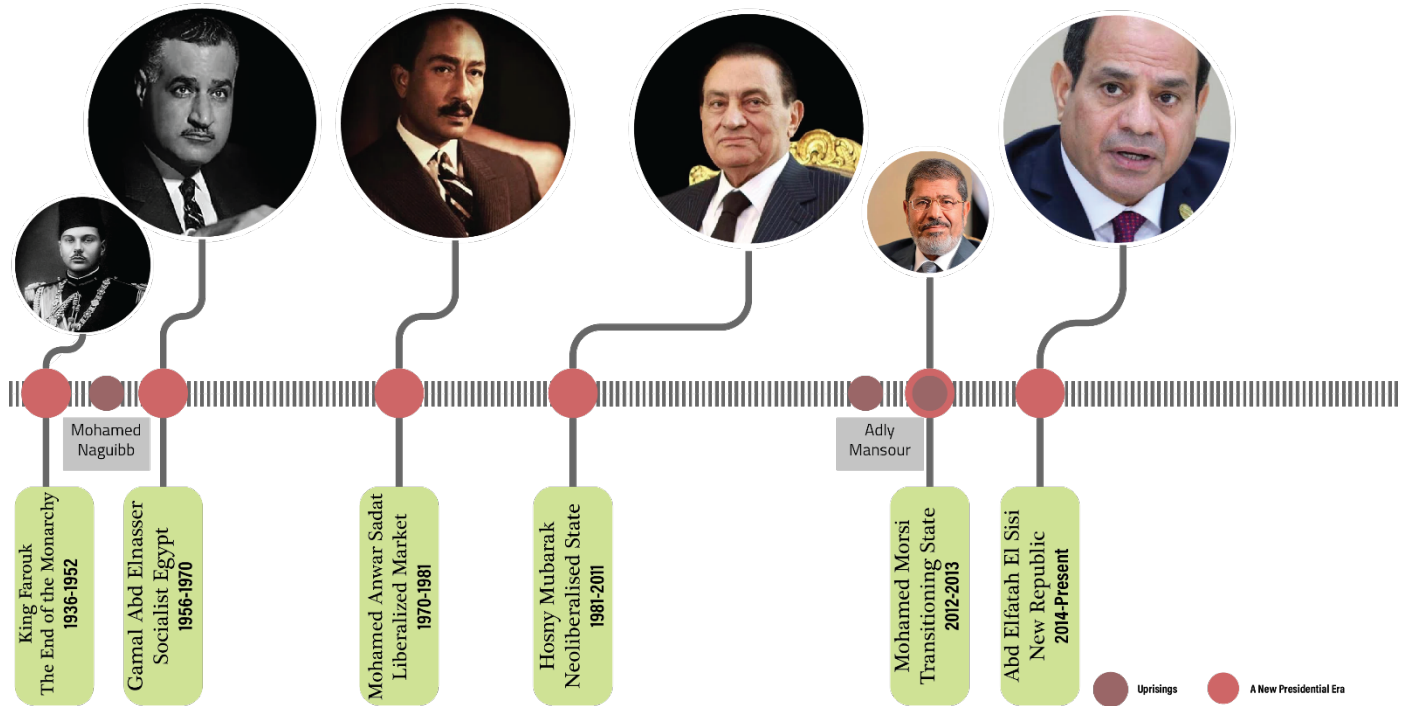 Mohamed
Naguibb
Adly
Mansour
King Farouk
The End of the Monarchy
1936-1952
Gamal Abd Elnasser
Socialist Egypt
1956-1970
Mohamed Anwar Sadat
Liberalized Market
1970-1981
Hosny Mubarak
Neoliberalised State
1981-2011
Mohamed Morsi
Transitioning State
2012-2013
Abd Elfatah El Sisi
New Republic
2014-Present
Uprisings
A New Presidential Era